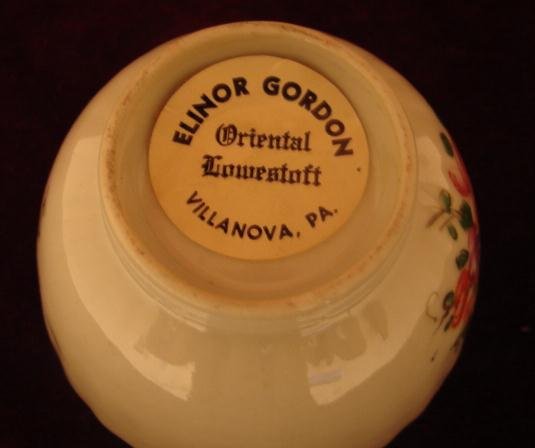 ELINOR GORDON
Oriental
Lowestoft
VILLANOVA, PA.